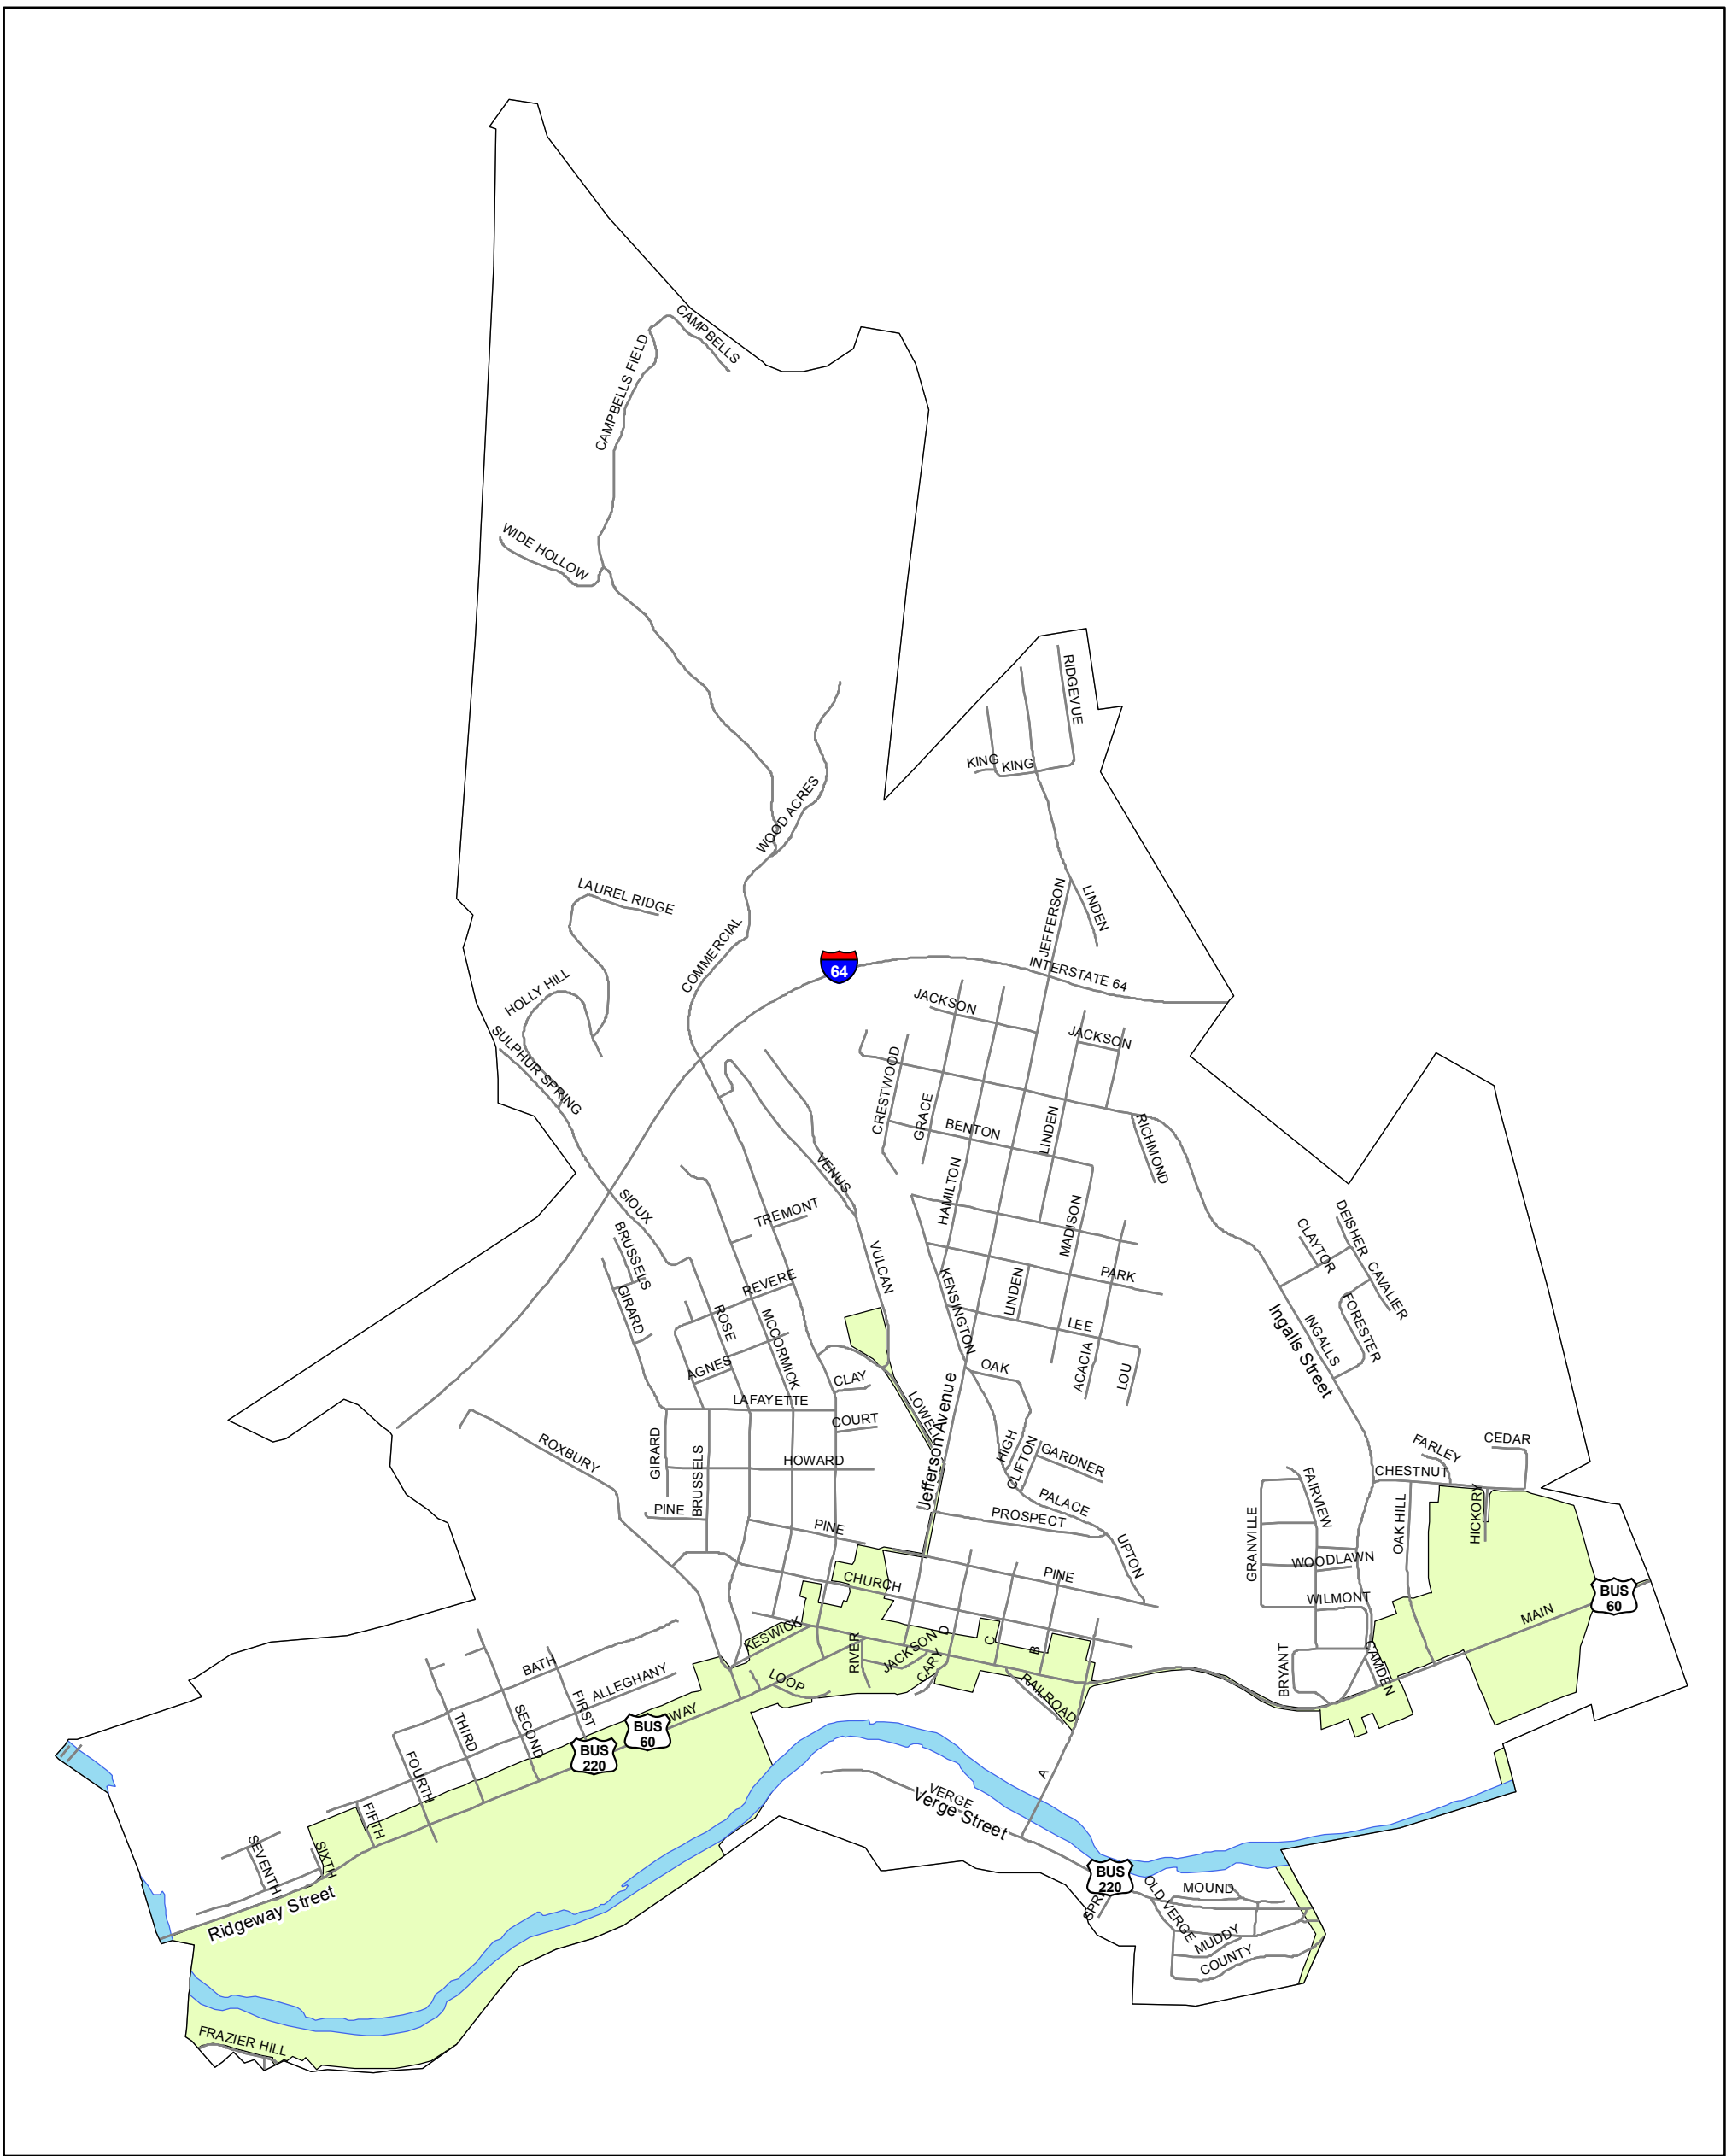 CAMPBELLS
CAMPBELLS FIELD
WIDE HOLLOW
RIDGEVUE
KING
KING
WOOD ACRES
LAUREL RIDGE
JEFFERSON
LINDEN
COMMERCIAL
64
INTERSTATE 64
HOLLY HILL
JACKSON
SULPHUR SPRING
JACKSON
CRESTWOOD
GRACE
BENTON
LINDEN
RICHMOND
VENUS
HAMILTON
MADISON
SIOUX
TREMONT
BRUSSELS
DEISHER
CLAYTOR
CAVALIER
VULCAN
PARK
REVERE
KENSINGTON
LINDEN
GIRARD
ROSE
MCCORMICK
FORESTER
INGALLS
Ingalls Street
LEE
AGNES
OAK
ACACIA
LOU
CLAY
LAFAYETTE
COURT
Jefferson Avenue
ROXBURY
GIRARD
BRUSSELS
HOWARD
HIGH
CLIFTON
GARDNER
FARLEY
CEDAR
CHESTNUT
FAIRVIEW
PALACE
PINE
PROSPECT
GRANVILLE
OAK HILL
HICKORY
PINE
UPTON
WOODLAWN
PINE
CHURCH
WILMONT
BUS
60
MAIN
KESWICK
RIVER
JACKSON
D
C
B
CARY
BATH
ALLEGHANY
LOOP
RAILROAD
BRYANT
CAMDEN
FIRST
SECOND
THIRD
WAY
BUS
60
BUS
220
FOURTH
A
VERGE
Verge Street
FIFTH
SIXTH
SEVENTH
BUS
220
OLD VERGE
MOUND
Ridgeway Street
MUDDY
COUNTY
FRAZIER HILL